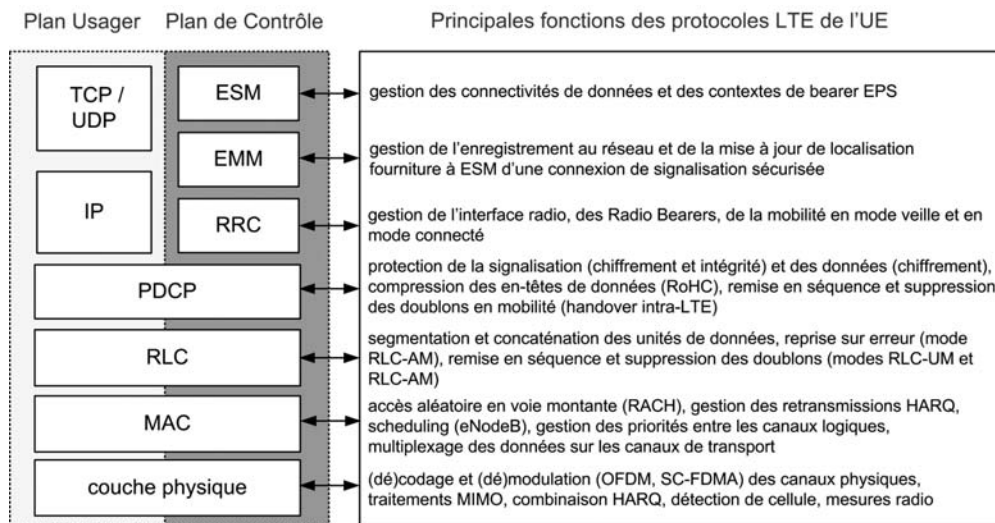 Plan Usager
Plan de Contrôle
Principales fonctions des protocoles LTE de l'UE
TCP /
UDP
IP
ESM
gestion des connectivités de données et des contextes de bearer EPS
EMM
gestion de l'enregistrement au réseau et de la mise à jour de localisation
fourniture à ESM d'une connexion de signalisation sécurisée
RRC
gestion de l'interface radio, des Radio Bearers, de la mobilité en mode veille et en
mode connecté
PDCP
protection de la signalisation (chiffrement et intégrité) et des données (chiffrement),
compression des en-têtes de données (RoHC), remise en séquence et suppression
des doublons en mobilité (handover intra-LTE)
RLC
segmentation et concaténation des unités de données, reprise sur erreur (mode
RLC-AM), remise en séquence et suppression des doublons (modes RLC-UM et
RLC-AM)
MAC
accès aléatoire en voie montante (RACH), gestion des retransmissions HARQ,
scheduling (eNodeB), gestion des priorités entre les canaux logiques,
multiplexage des données sur les canaux de transport
couche physique
(dé)codage et (dé)modulation (OFDM, SC-FDMA) des canaux physiques,
traitements MIMO, combinaison HARQ, détection de cellule, mesures radio